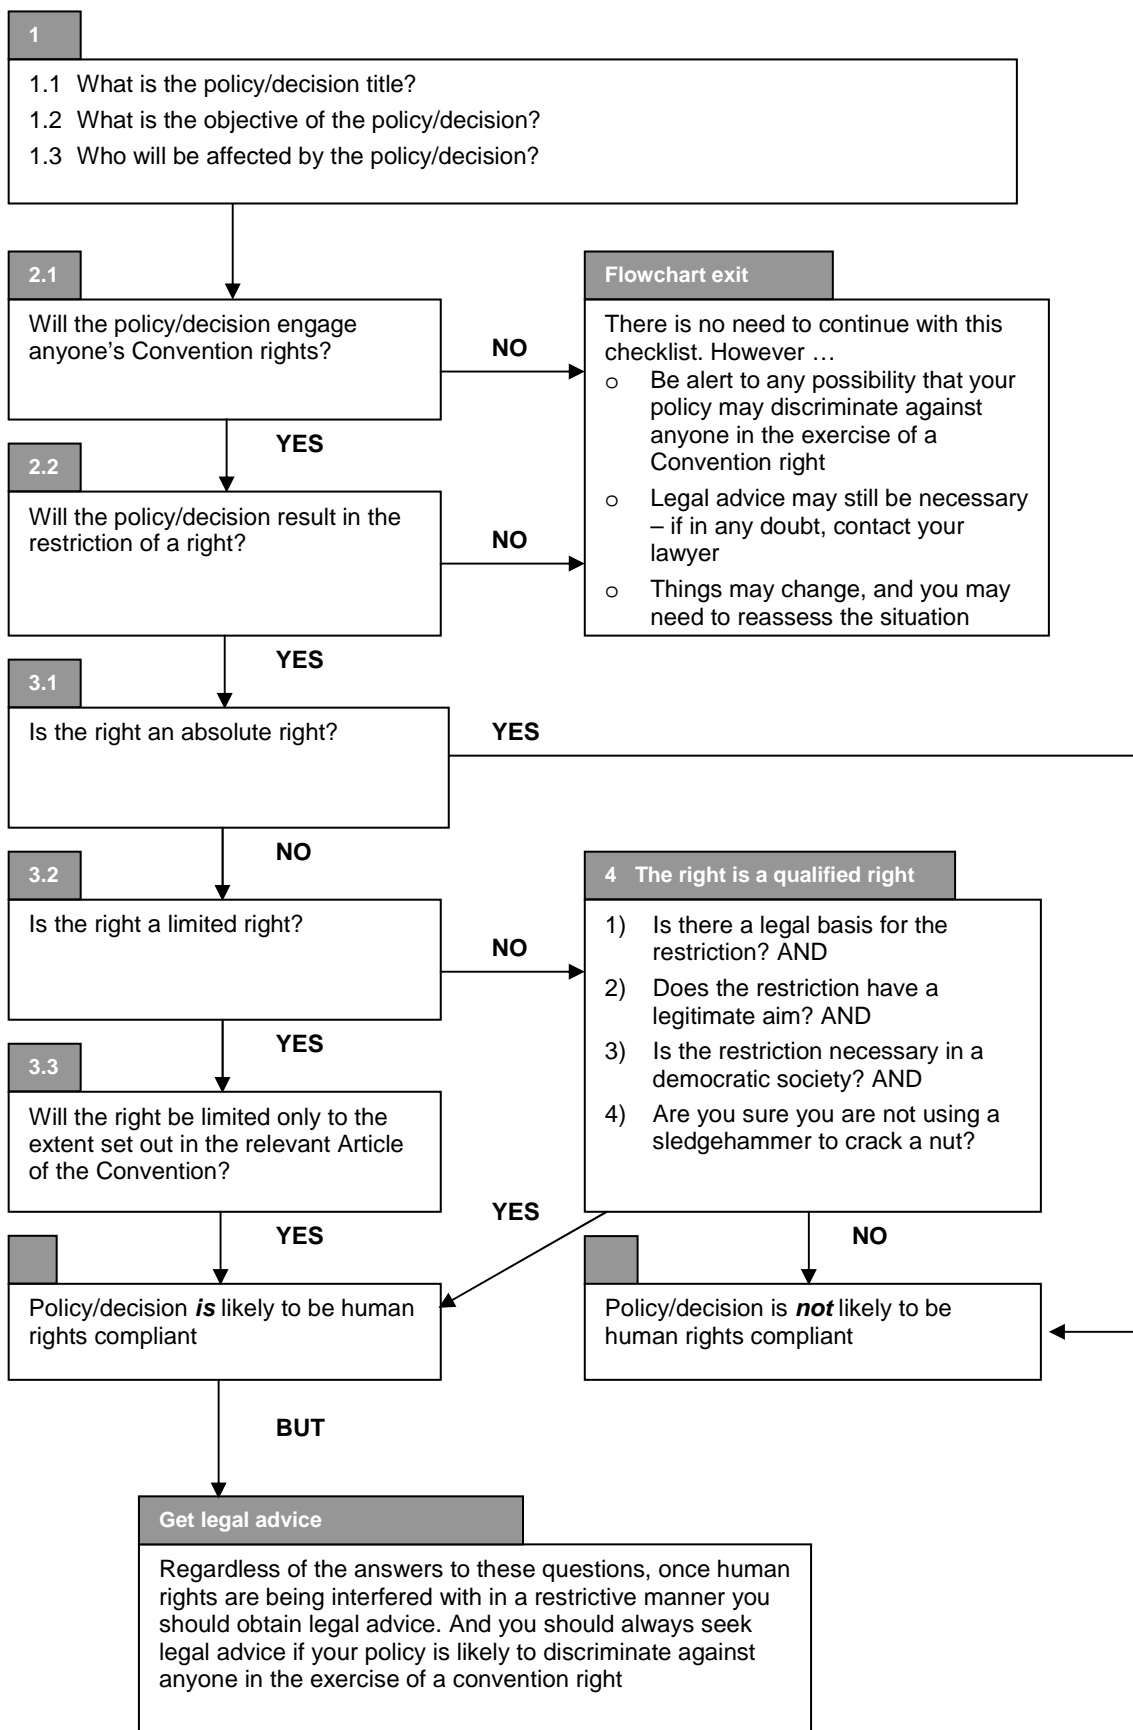 1
1.1 What is the policy/decision title?
1.2 What is the objective of the policy/decision?
1.3 Who will be affected by the policy/decision?
2.1
Will the policy/decision engage
anyone’s Convention rights?
NO
Flowchart exit
There is no need to continue with this
checklist. However …
o Be alert to any possibility that your
policy may discriminate against
anyone in the exercise of a
Convention right
o Legal advice may still be necessary
– if in any doubt, contact your
lawyer
o Things may change, and you may
need to reassess the situation
YES
2.2
Will the policy/decision result in the
restriction of a right?
NO
YES
3.1
Is the right an absolute right?
YES
NO
3.2
Is the right a limited right?
NO
4 The right is a qualified right
1) Is there a legal basis for the
restriction? AND
2) Does the restriction have a
legitimate aim? AND
3) Is the restriction necessary in a
democratic society? AND
4) Are you sure you are not using a
sledgehammer to crack a nut?
YES
3.3
Will the right be limited only to the
extent set out in the relevant Article
of the Convention?
YES
YES
NO
Policy/decision is likely to be human
rights compliant
Policy/decision is not likely to be
human rights compliant
BUT
Get legal advice
Regardless of the answers to these questions, once human
rights are being interfered with in a restrictive manner you
should obtain legal advice. And you should always seek
legal advice if your policy is likely to discriminate against
anyone in the exercise of a convention right